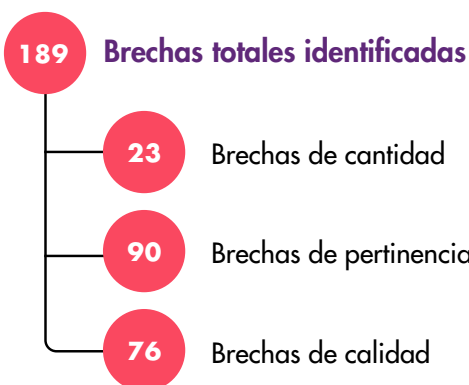 189 Brechas totales identificadas
23 Brechas de cantidad
90 Brechas de pertinencia
76 Brechas de calidad